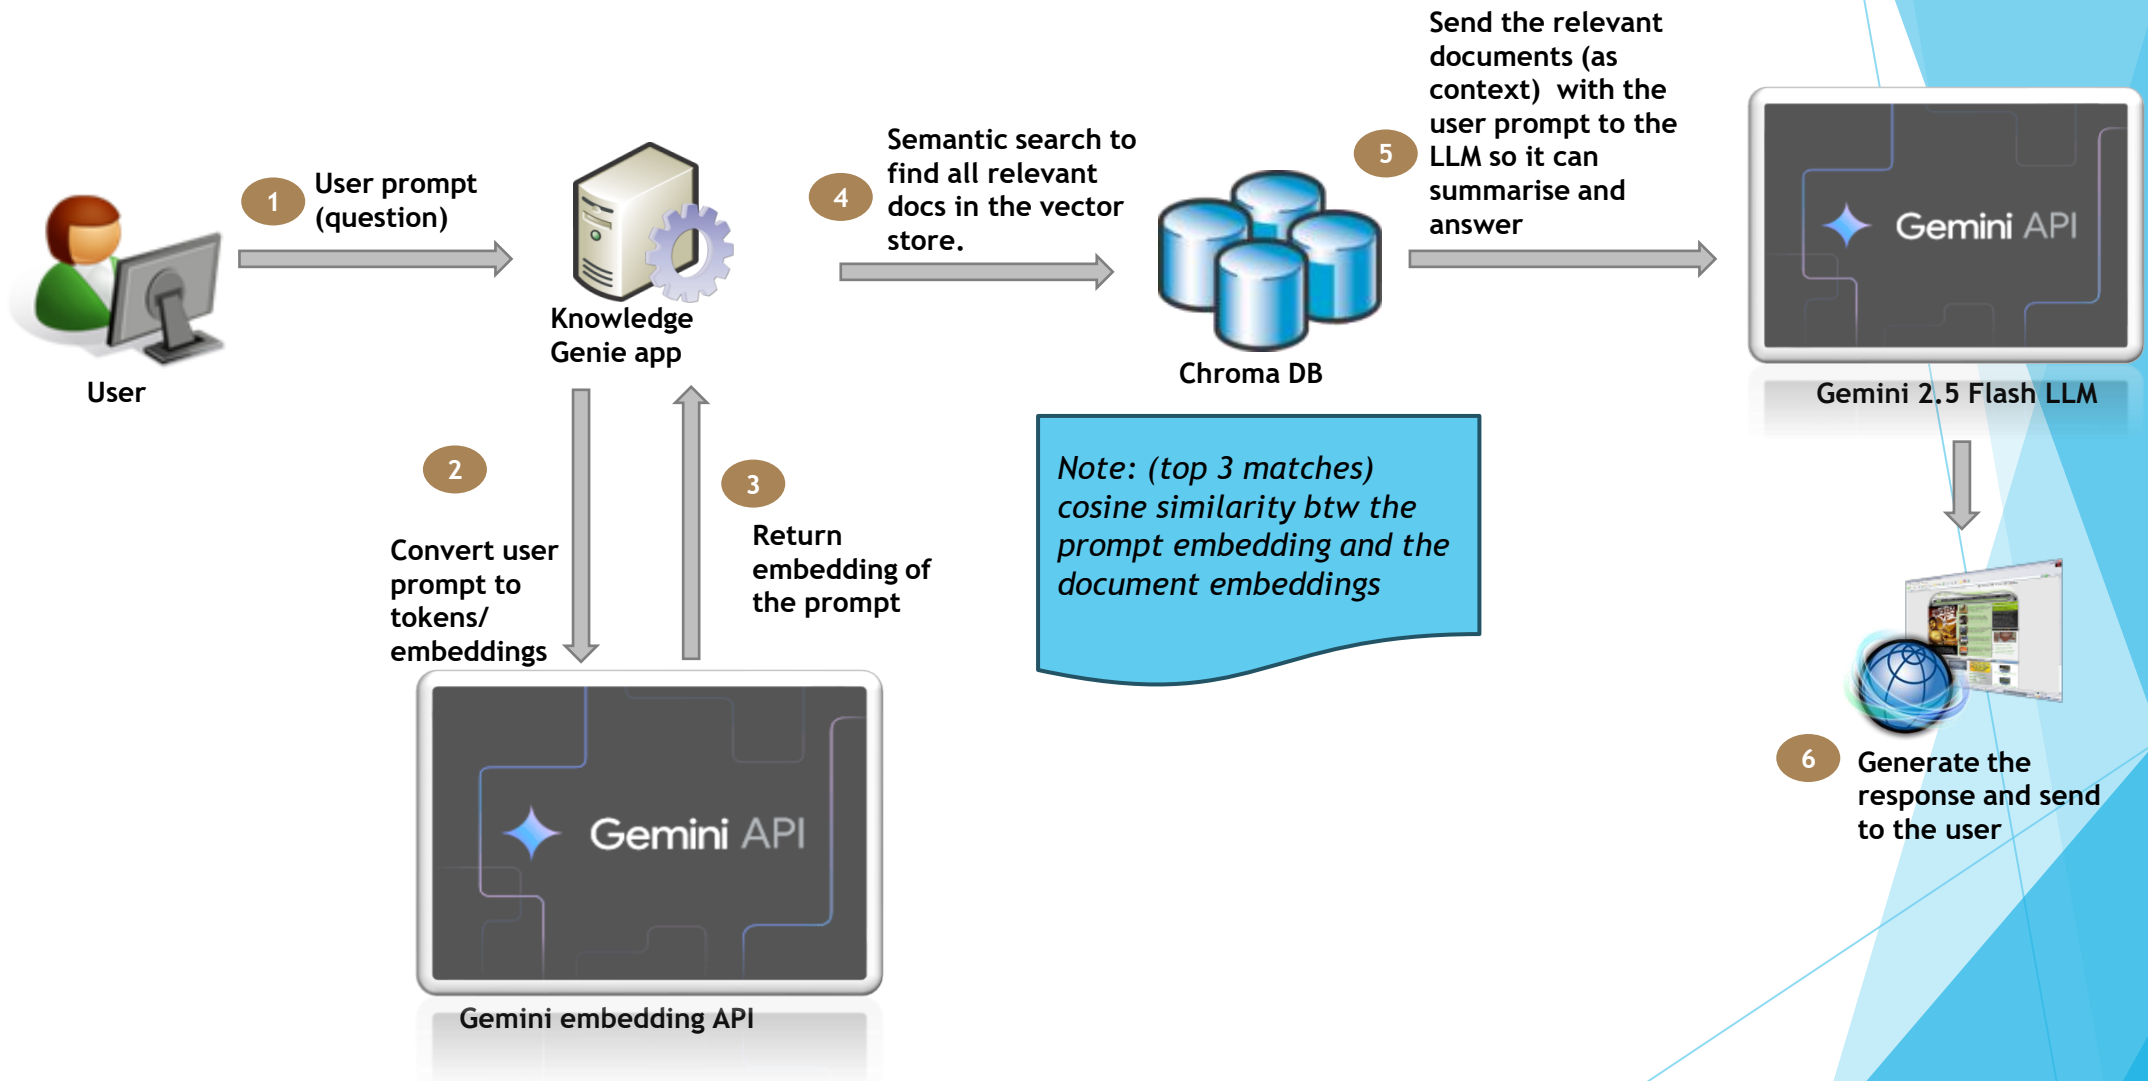 1
User prompt
(question)
User
Knowledge
Genie app
2
Convert user
prompt to
tokens/
embeddings
3
Return
embedding of
the prompt
Gemini API
Gemini embedding API
4
Semantic search to
find all relevant
docs in the vector
store.
Chroma DB
Note: (top 3 matches)
cosine similarity btw the
prompt embedding and the
document embeddings
5
Send the relevant
documents (as
context)  with the
user prompt to the
LLM so it can
summarise and
answer
Gemini API
Gemini 2.5 Flash LLM
6
Generate the
response and send
to the user